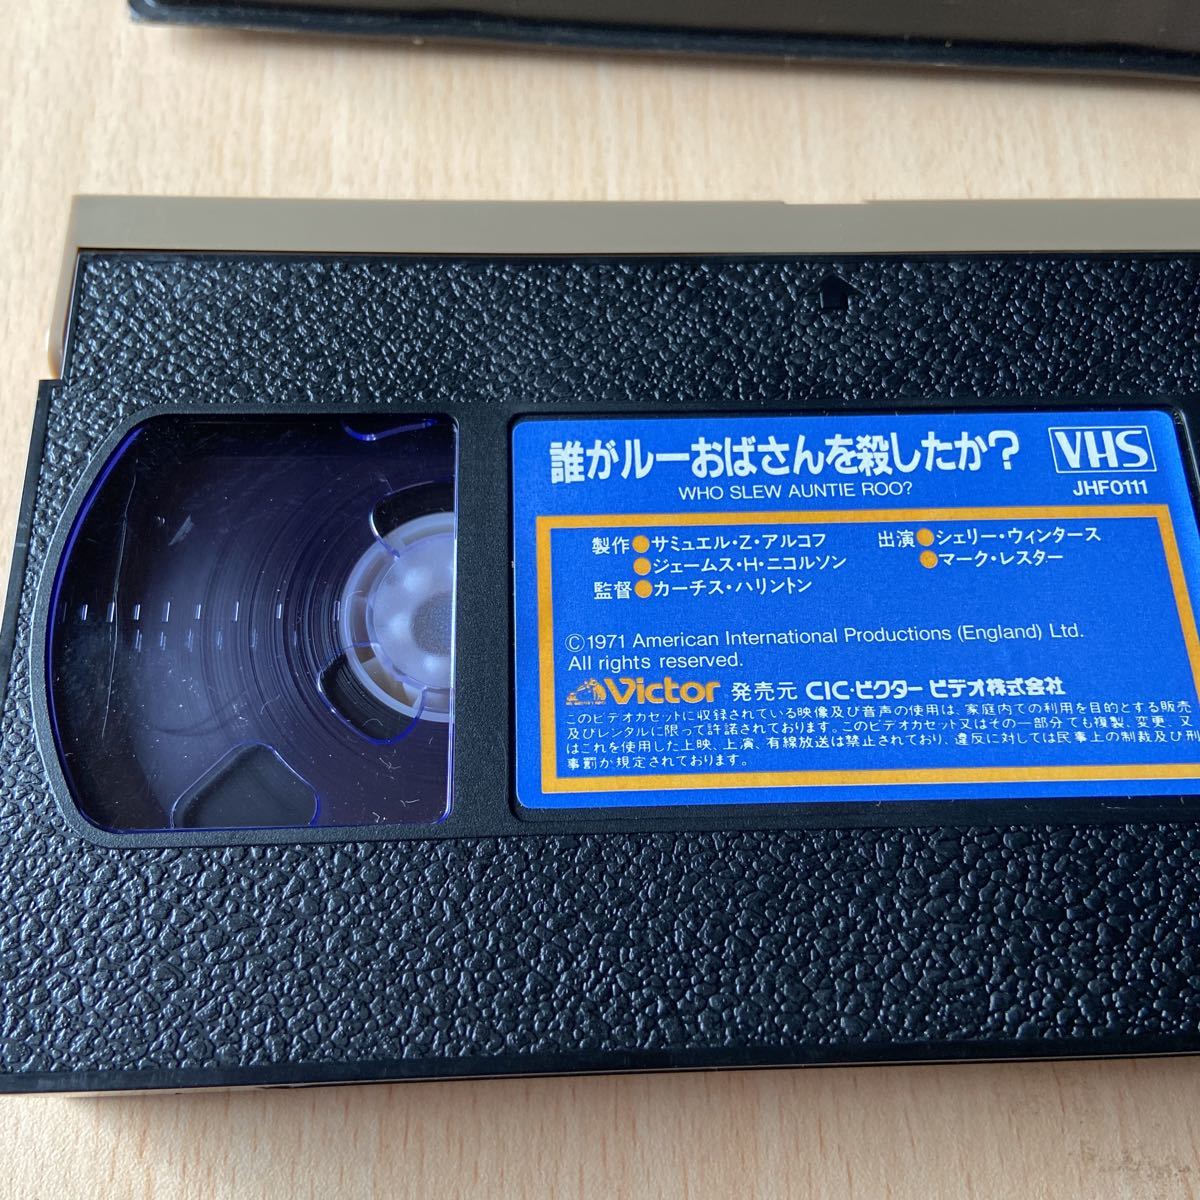 誰がルーおばさんを殺したか?
WHO SLEW AUNTIE ROO?
VHS
JHF0111
製作●サミュエル・Z・アルコフ
●ジェームス・H・ニコルソン
監督●カーチス・ハリントン
出演●シェリー・ウィンタース
●マーク・レスター
©1971 American International Productions (England) Ltd.
All rights reserved.
Victor 発売元 CIC・ビクター ビデオ株式会社
このビデオカセットに収録されている映像及び音声の使用は、家庭内での利用を目的とする販売
及びレンタルに限って許諾されております。このビデオカセット又はその一部分でも複製、変更、又
はこれを使用した上映、上演、有線放送は禁止されており、違反に対しては民事上の制裁及び刑
事罰が規定されております。